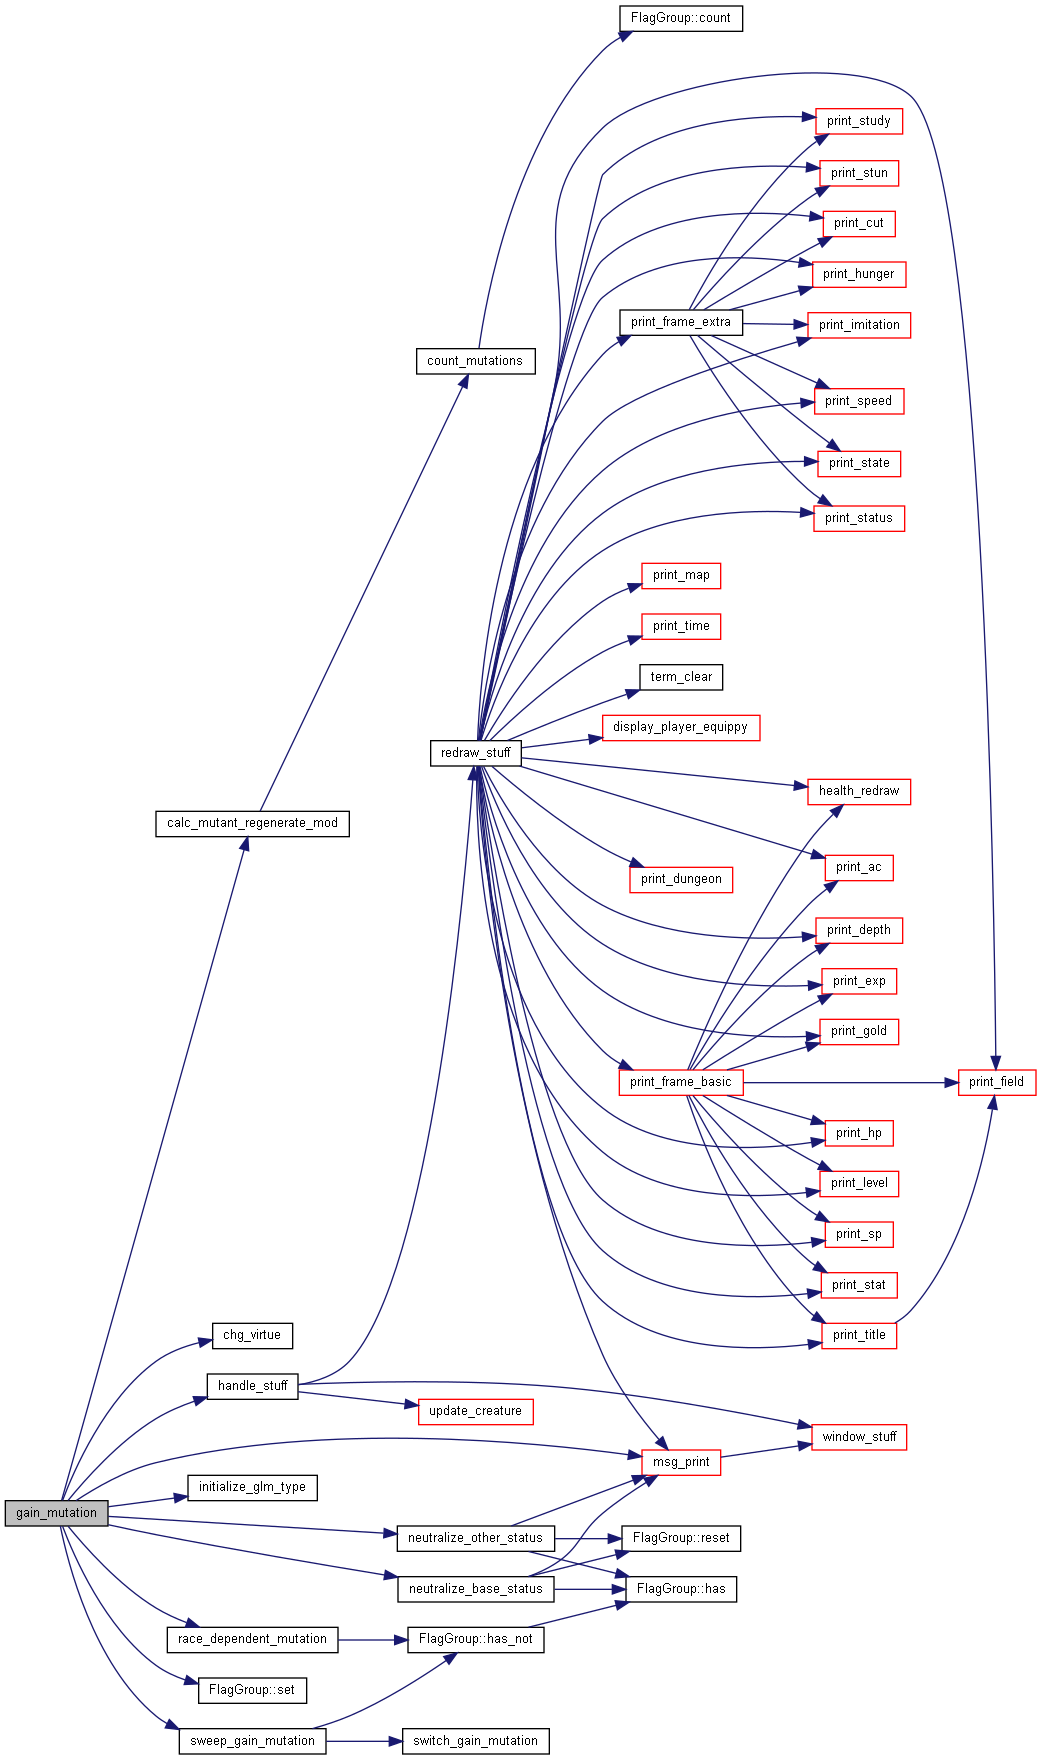 FlagGroup::count
print_study
print_stun
print_cut
print_hunger
print_frame_extra
print_imitation
count_mutations
print_speed
print_state
print_status
print_map
print_time
term_clear
display_player_equippy
redraw_stuff
health_redraw
calc_mutant_regenerate_mod
print_ac
print_dungeon
print_depth
print_exp
print_gold
print_frame_basic
print_field
print_hp
print_level
print_sp
print_stat
chg_virtue
print_title
handle_stuff
update_creature
window_stuff
msg_print
initialize_glm_type
gain_mutation
neutralize_other_status
FlagGroup::reset
neutralize_base_status
FlagGroup::has
race_dependent_mutation
FlagGroup::has_not
FlagGroup::set
sweep_gain_mutation
switch_gain_mutation